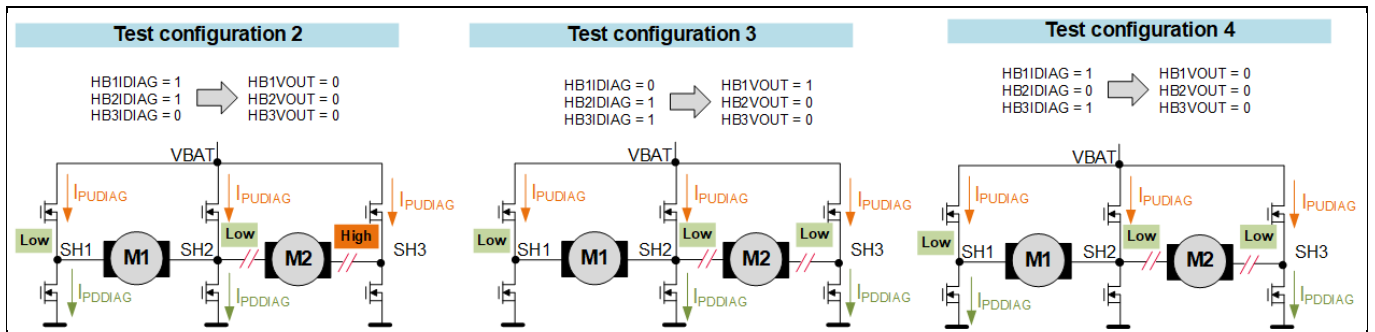 Test configuration 2
HB1IDIAG = 1
HB2IDIAG = 1
HB3IDIAG = 0
HB1VOUT = 0
HB2VOUT = 0
HB3VOUT = 0
VBAT
IPUDIAG
IPUDIAG
IPUDIAG
Low
Low
High
SH1
M1
SH2
M2
SH3
IPDDIAG
IPDDIAG
Test configuration 3
HB1IDIAG = 0
HB2IDIAG = 1
HB3IDIAG = 1
HB1VOUT = 1
HB2VOUT = 0
HB3VOUT = 0
VBAT
IPUDIAG
IPUDIAG
IPUDIAG
Low
Low
Low
SH1
M1
SH2
M2
SH3
IPDDIAG
IPDDIAG
Test configuration 4
HB1IDIAG = 1
HB2IDIAG = 0
HB3IDIAG = 1
HB1VOUT = 0
HB2VOUT = 0
HB3VOUT = 0
VBAT
IPUDIAG
IPUDIAG
IPUDIAG
Low
Low
Low
SH1
M1
SH2
M2
SH3
IPDDIAG
IPDDIAG